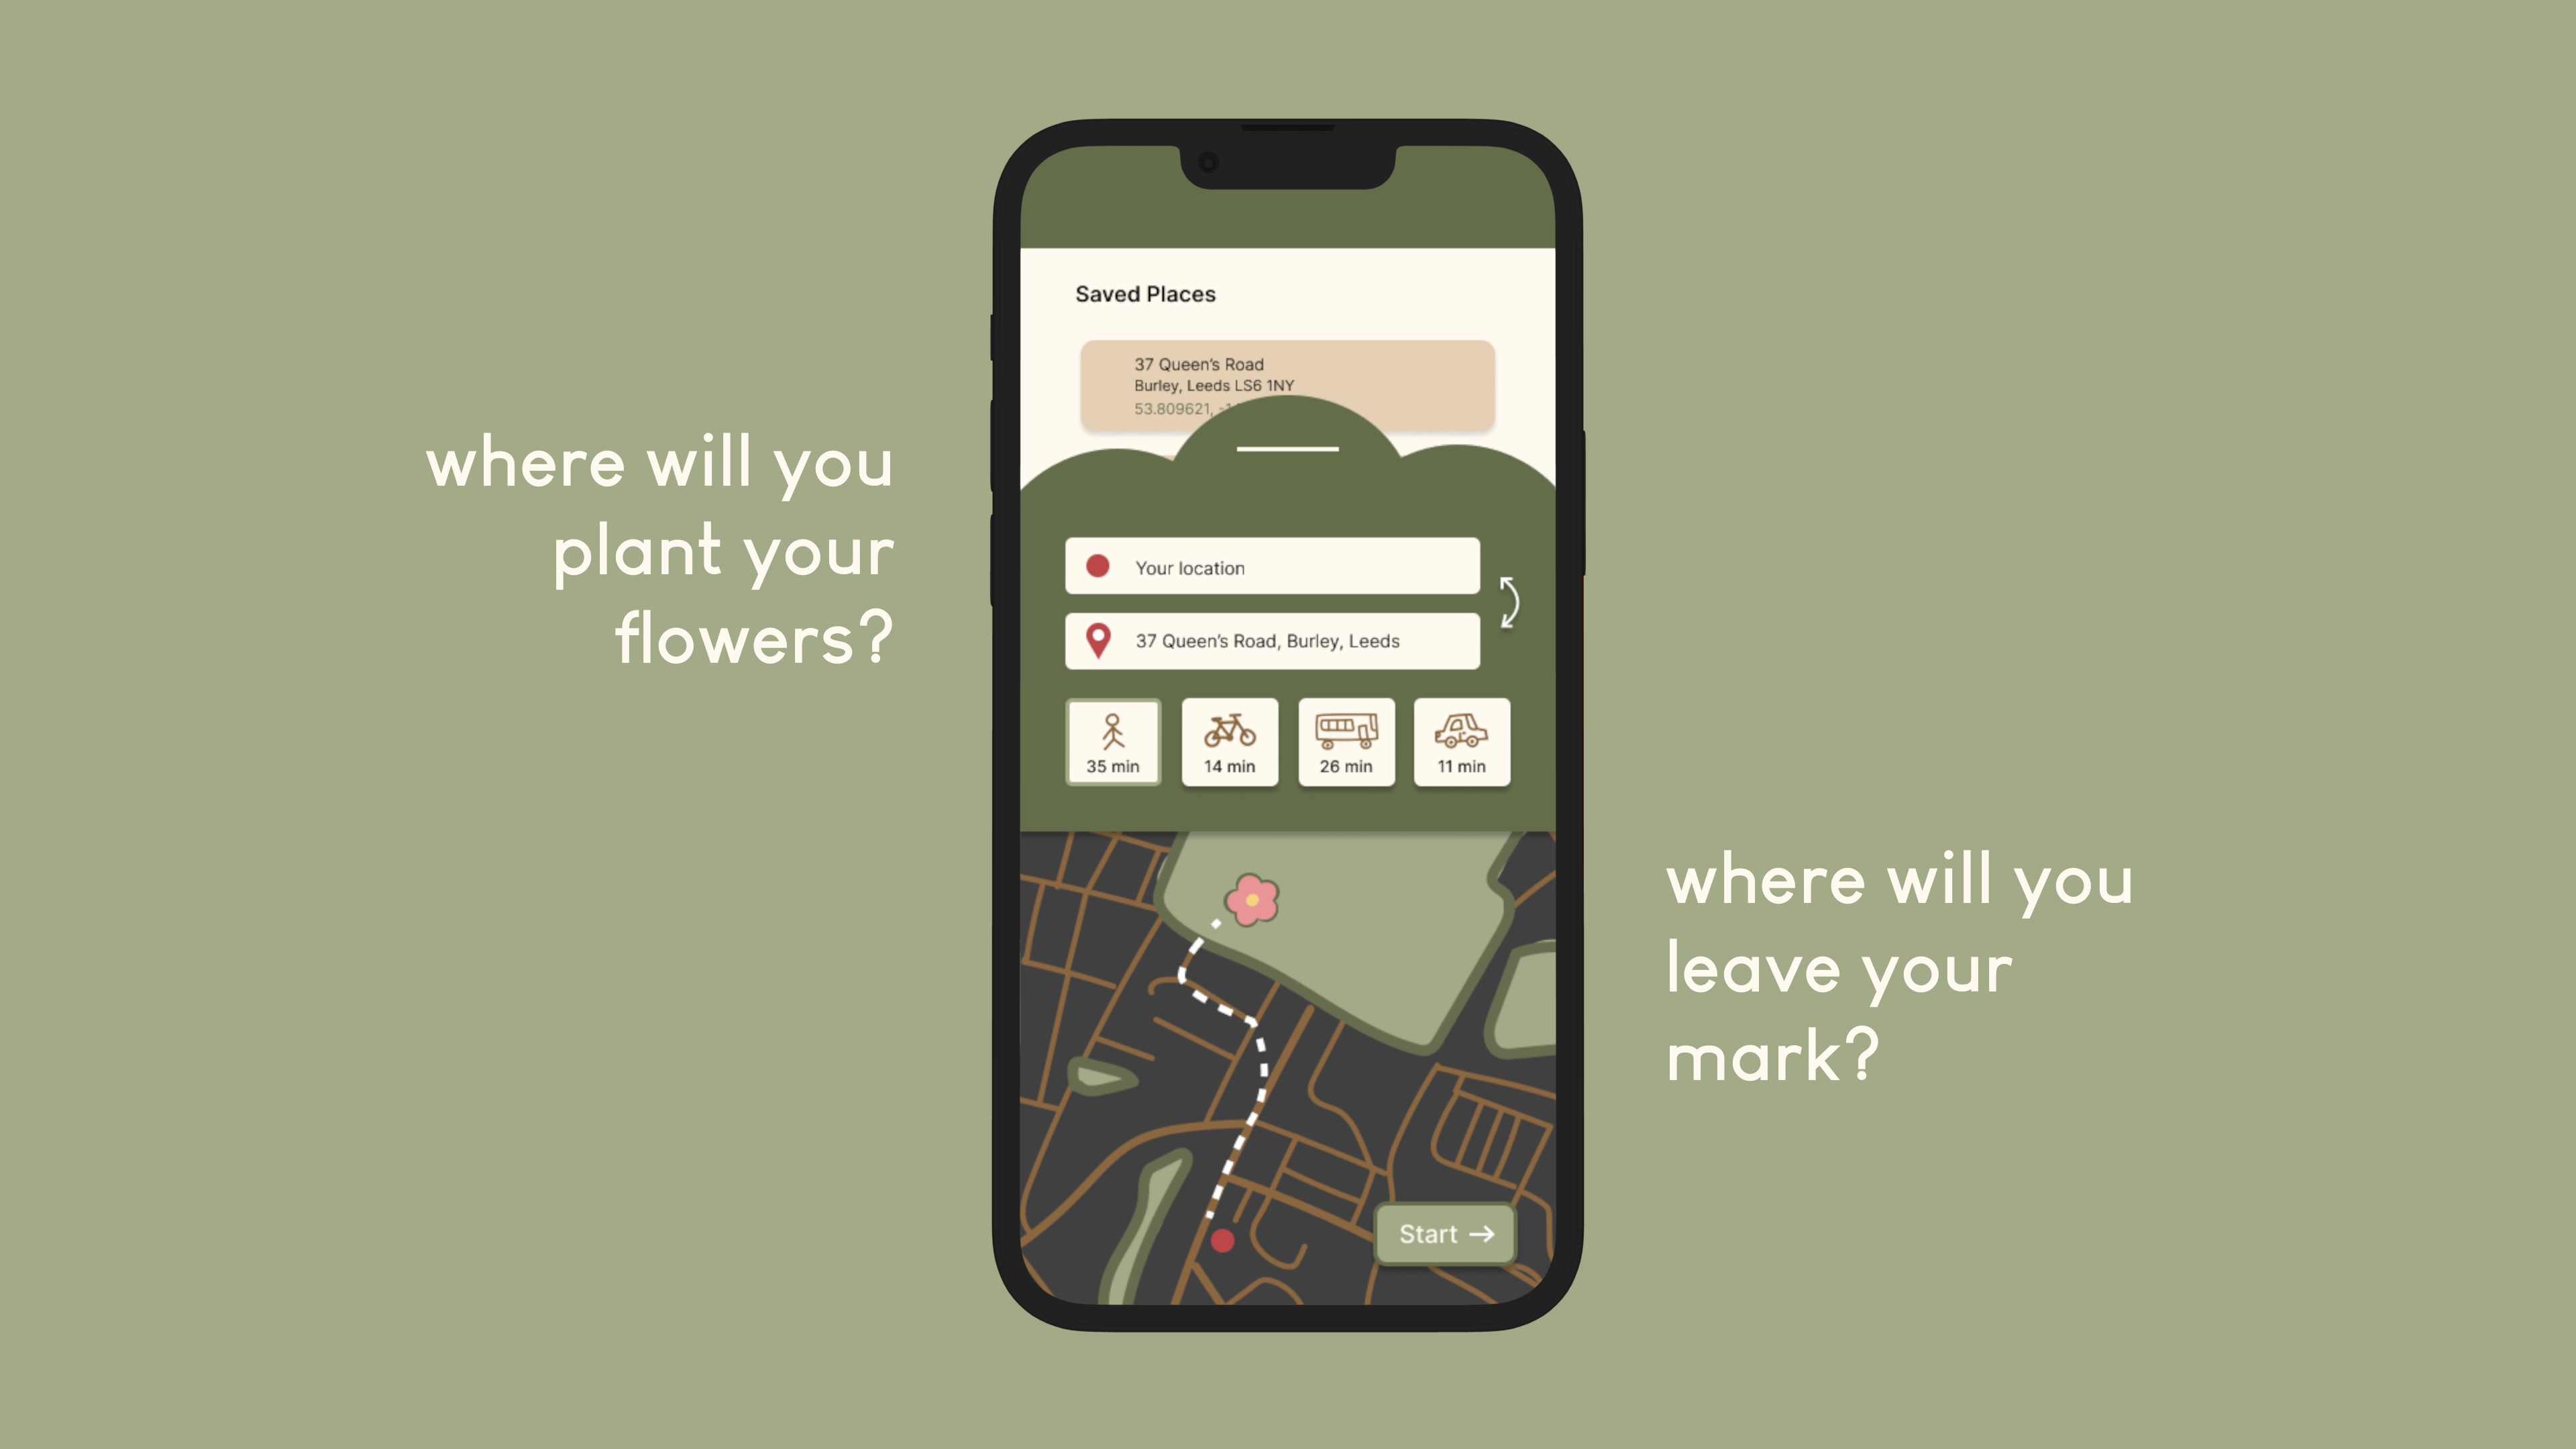 where will you
plant your
flowers?
Saved Places
37 Queen's Road
Burley, Leeds LS6 1NY
53.809621,
Your location
37 Queen's Road, Burley, Leeds
35 min
14 min
26 min
11 min
Start →
where will you
leave your
mark?